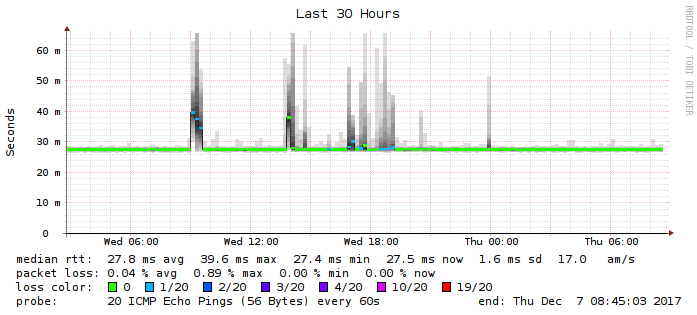 Last 30 Hours
RRDTOOL / TOBI OETIKER
Seconds
60 m
50 m
40 m
30 m
20 m
10 m
0
Wed 06:00 Wed 12:00 Wed 18:00 Thu 00:00 Thu 06:00
median rtt: 27.8 ms avg 39.6 ms max 27.4 ms min 27.5 ms now 1.6 ms sd 17.0 am/s
packet loss: 0.04 % avg 0.89 % max 0.00 % min 0.00 % now
loss color: 0 1/20 2/20 3/20 4/20 10/20 19/20
probe: 20 ICMP Echo Pings (56 Bytes) every 60s end: Thu Dec 7 08:45:03 2017